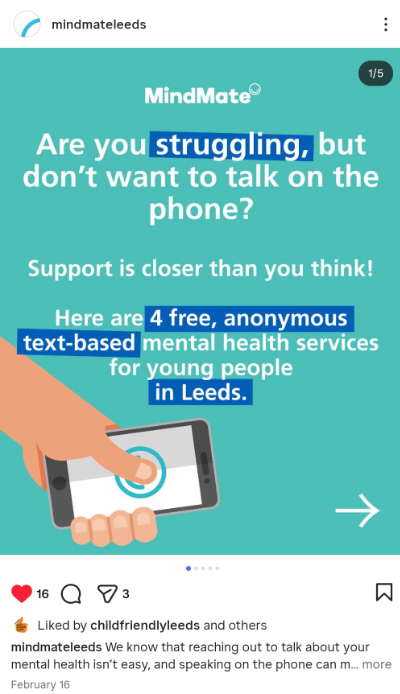 mindmateleeds
1/5
MindMate
Are you struggling, but
don't want to talk on the
phone?
Support is closer than you think!
Here are 4 free, anonymous
text-based mental health services
for young people
in Leeds.
16
3
Liked by childfriendlyleeds and others
mindmateleeds We know that reaching out to talk about your
mental health isn't easy, and speaking on the phone can m... more
February 16